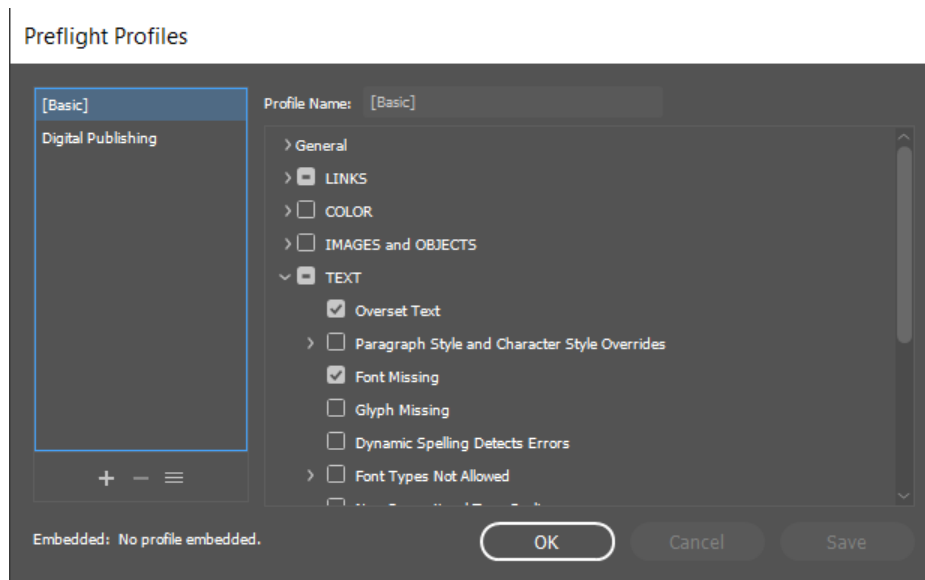 Preflight Profiles
[Basic]
Digital Publishing
Profile Name: [Basic]
General
LINKS
COLOR
IMAGES and OBJECTS
TEXT
Overset Text
Paragraph Style and Character Style Overrides
Font Missing
Glyph Missing
Dynamic Spelling Detects Errors
Font Types Not Allowed
Embedded: No profile embedded.
OK
Cancel
Save